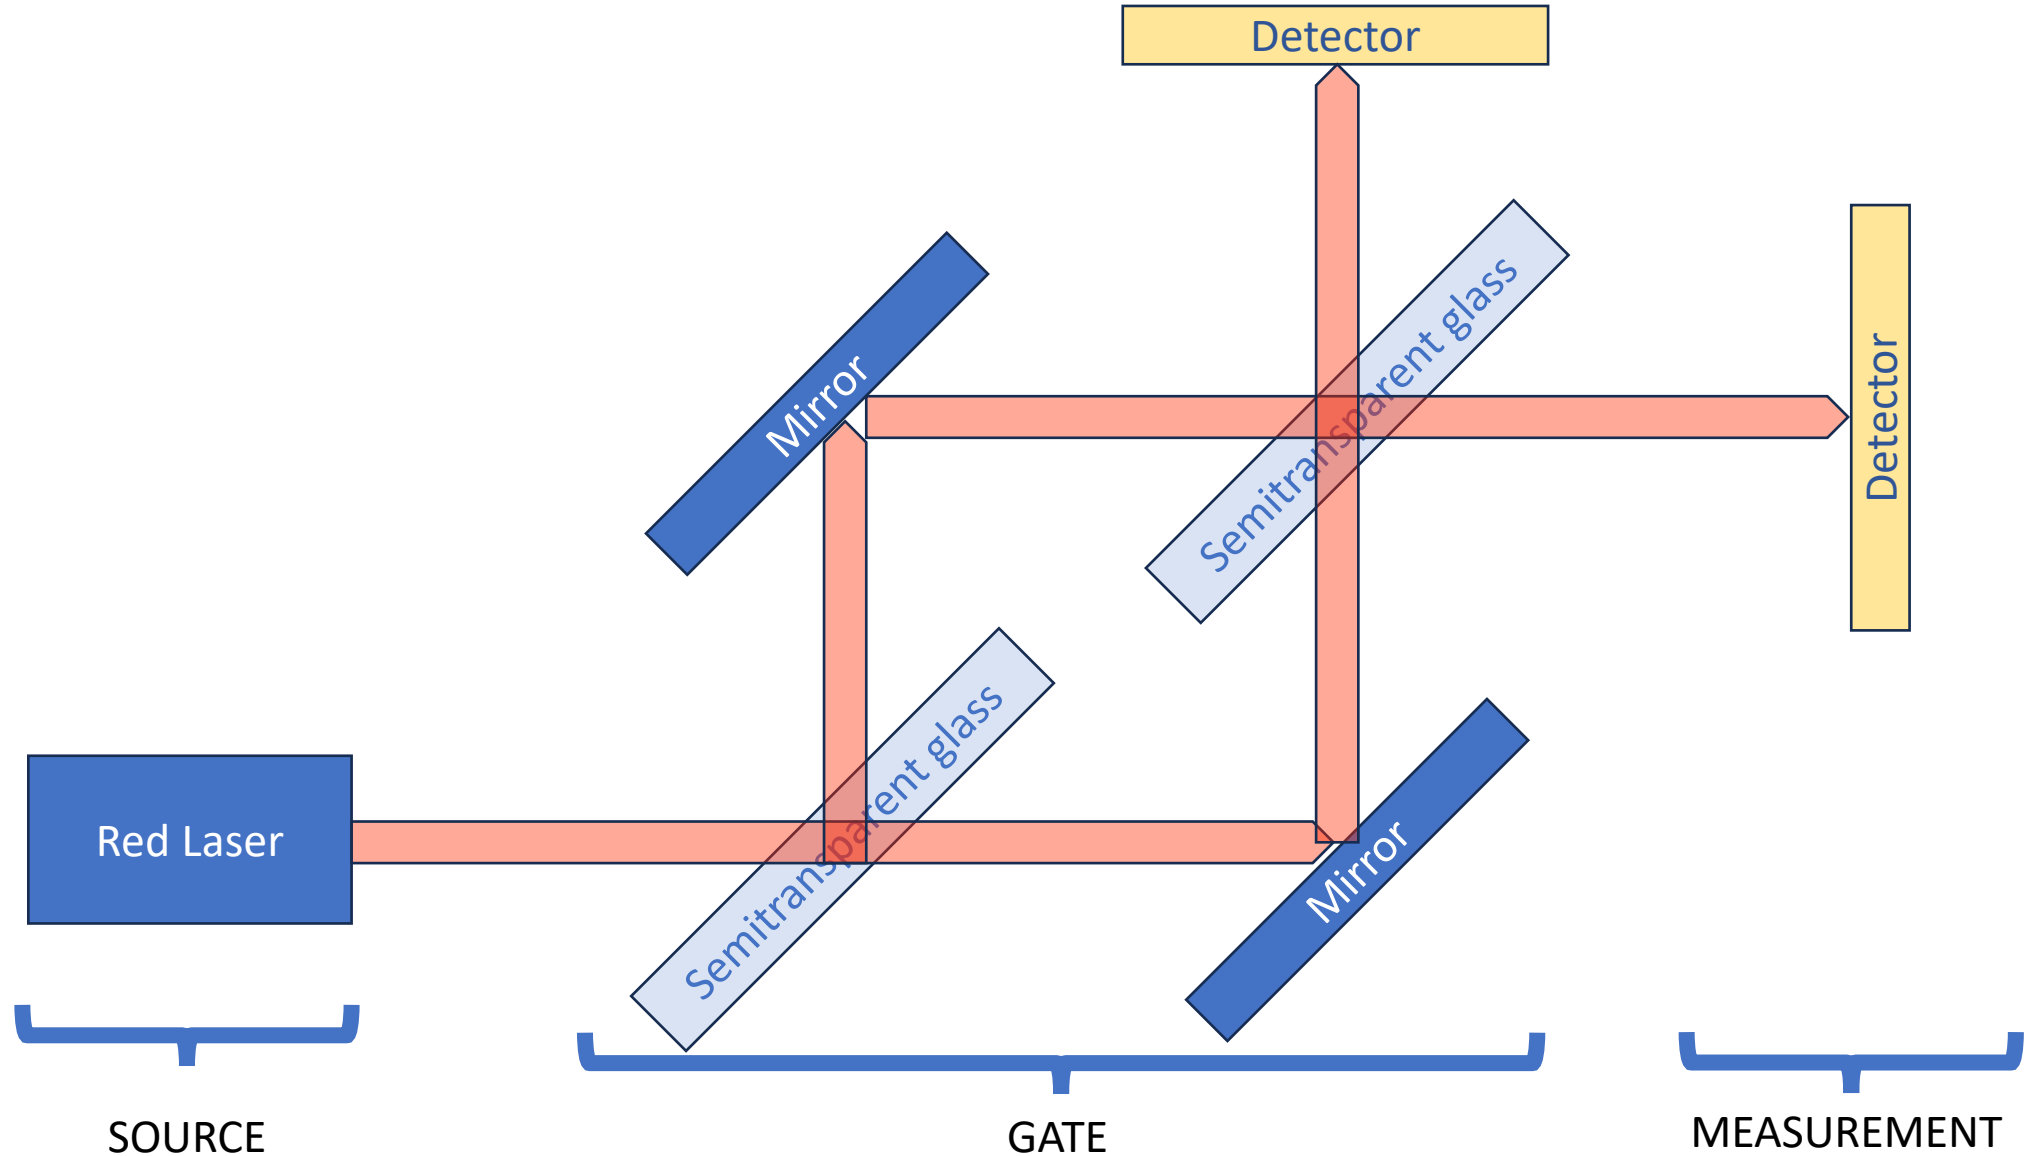 Detector
Mirror
Semitransparent glass
Detector
Red Laser
Semitransparent glass
Mirror
SOURCE
GATE
MEASUREMENT